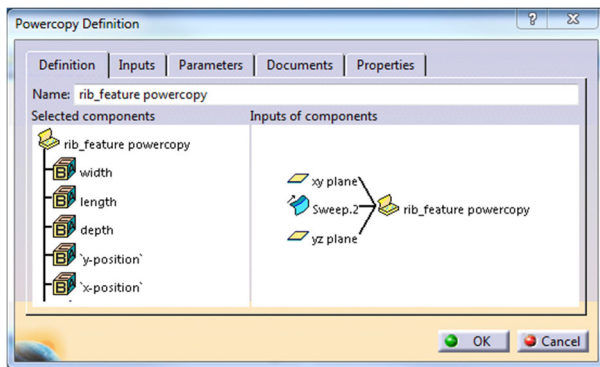 Powercopy Definition
Definition Inputs Parameters Documents Properties
Name: rib_feature powercopy
Selected components Inputs of components
rib_feature powercopy
width
length
depth
`y-position`
`x-position`
xy plane
Sweep.2
yz plane
rib_feature powercopy
OK Cancel